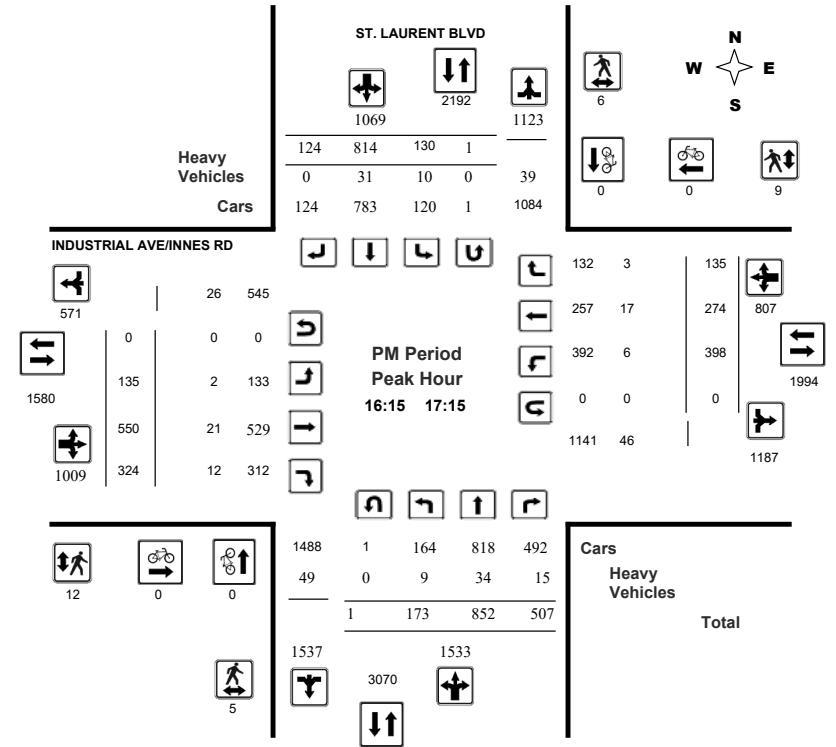 ST. LAURENT BLVD
N
W E
S
2192
6
1069 1123
124 814 130 1
Heavy
Vehicles
0 31 10 0 39
Cars
124 783 120 1 1084
0 0 9
INDUSTRIAL AVE/INNES RD
571
26 545
132 3 135
807
0 0 0
257 17 274
1580
135 2 133
PM Period
Peak Hour
16:15 17:15
392 6 398
1994
550 21 529
0 0 0
1009
324 12 312
1141 46
1187
12 0 0
1488 1 164 818 492
Cars
49 0 9 34 15
Heavy
Vehicles
1 173 852 507
Total
1537 1533
3070
5